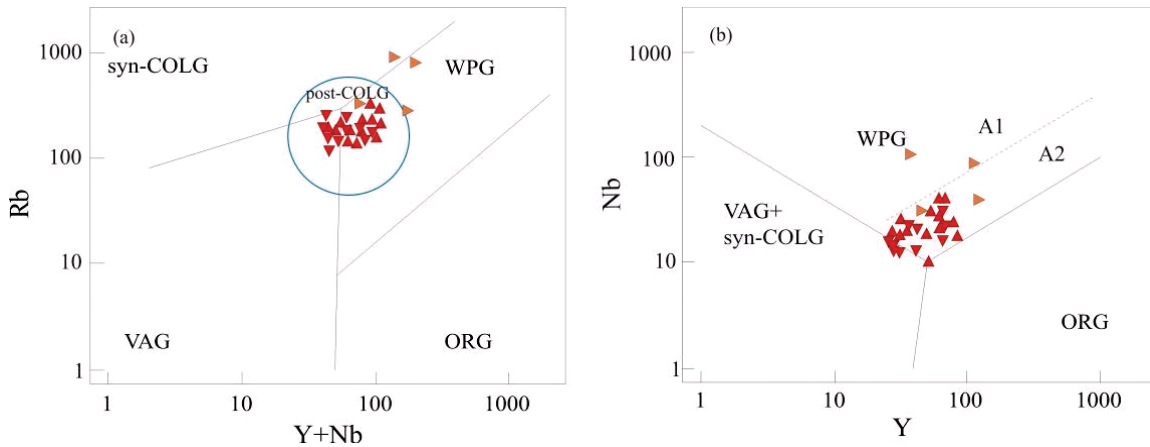 (a)
syn-COLG
WPG
post-COLG
VAG
ORG
1000
100
10
1
1
10
100
1000
Rb
Y+Nb
(b)
WPG
A1
A2
VAG+
syn-COLG
ORG
1000
100
10
1
1
10
100
1000
Nb
Y